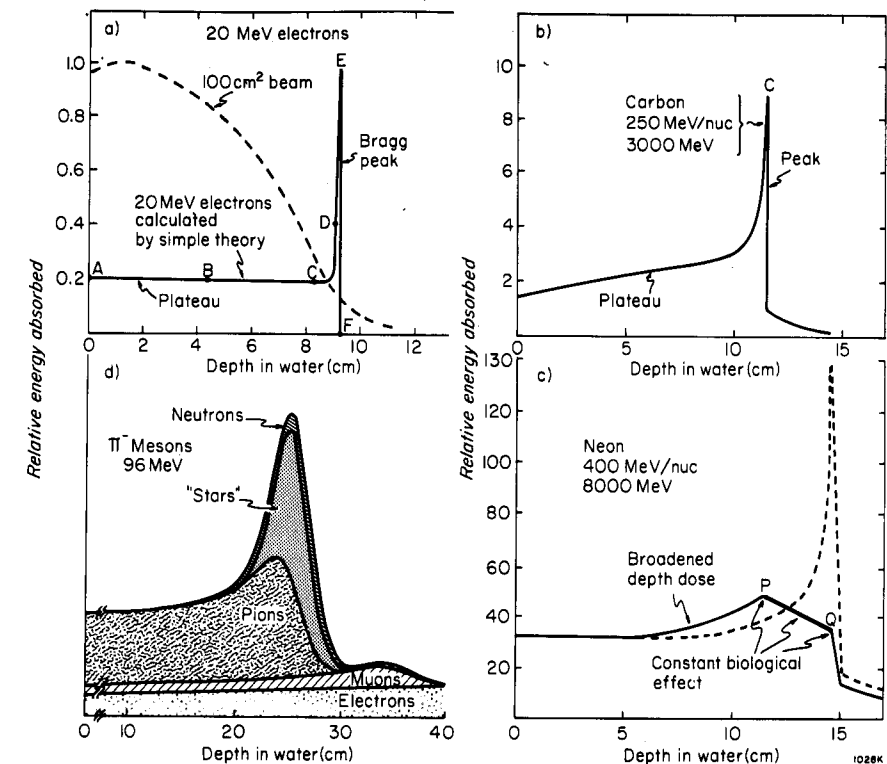 a)
20 MeV electrons
E
1.0
100 cm² beam
0.8
Bragg
peak
0.6
20 MeV electrons
calculated
by simple theory
0.4
D
0.2
A
B
C
Plateau
F
0
0 2 4 6 8 10 12
Depth in water (cm)
Relative energy absorbed
b)
10
C
Carbon
250 MeV/nuc
3000 MeV
8
6
Peak
4
2
Plateau
0 5 10 15
Depth in water (cm)
d)
Neutrons
π⁻ Mesons
96 MeV
"Stars"
Pions
Muons
Electrons
0 10 20 30 40
Depth in water (cm)
Relative energy absorbed
c)
130
120
100
80
60
40
20
Neon
400 MeV/nuc
8000 MeV
Broadened
depth dose
P
Q
Constant biological
effect
0 5 10 15
Depth in water (cm)
1028K